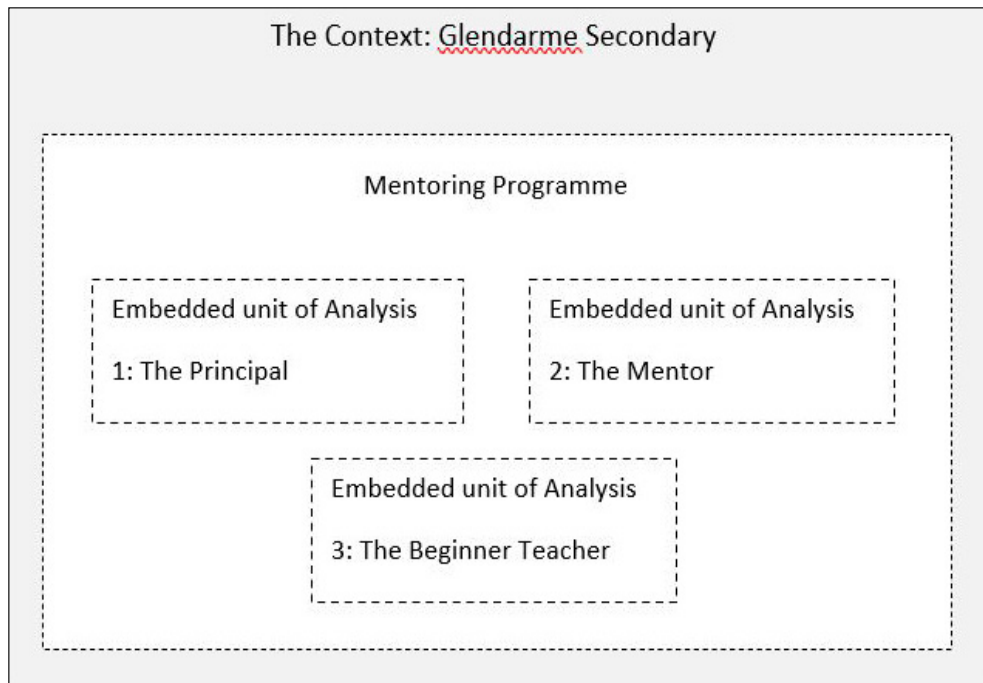 The Context: Glendarme Secondary
Mentoring Programme
Embedded unit of Analysis
1: The Principal
Embedded unit of Analysis
2: The Mentor
Embedded unit of Analysis
3: The Beginner Teacher